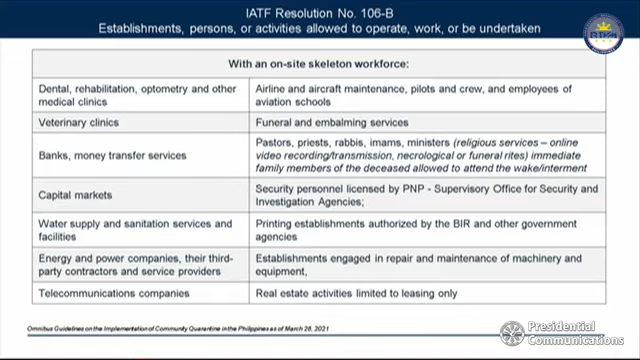 IATF Resolution No. 106-B
Establishments, persons, or activities allowed to operate, work, or be undertaken
With an on-site skeleton workforce:
Dental, rehabilitation, optometry and other
medical clinics
Airline and aircraft maintenance, pilots and crew, and employees of
aviation schools
Veterinary clinics
Funeral and embalming services
Banks, money transfer services
Pastors, priests, rabbis, imams, ministers (religious services – online
video recording/transmission, necrological or funeral rites) immediate
family members of the deceased allowed to attend the wake/interment
Capital markets
Security personnel licensed by PNP - Supervisory Office for Security and
Investigation Agencies;
Water supply and sanitation services and
facilities
Printing establishments authorized by the BIR and other government
agencies
Energy and power companies, their third-
party contractors and service providers
Establishments engaged in repair and maintenance of machinery and
equipment,
Telecommunications companies
Real estate activities limited to leasing only
Omnibus Guidelines on the Implementation of Community Quarantine in the Philippines as of March 28, 2021
Presidential
Communications